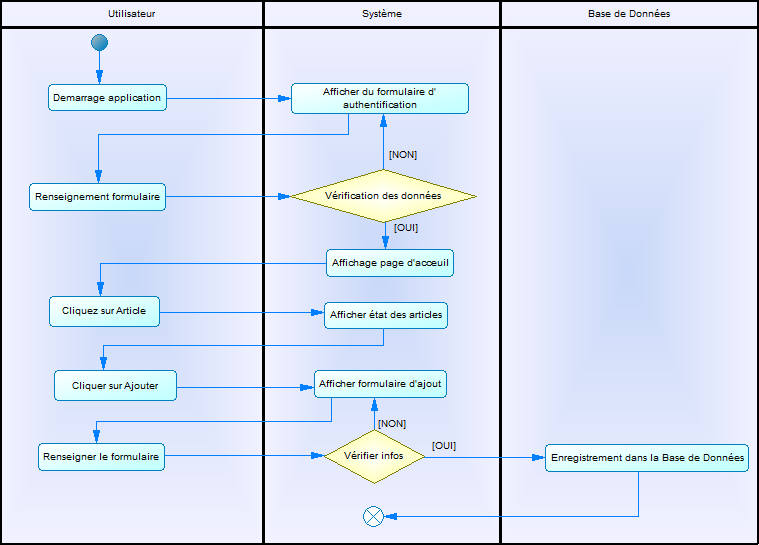 Utilisateur
Système
Base de Données
Demarrage application
Afficher du formulaire d'
authentification
[NON]
Renseignement formulaire
Vérification des données
[OUI]
Affichage page d'acceuil
Cliquez sur Article
Afficher état des articles
Cliquer sur Ajouter
Afficher formulaire d'ajout
[NON]
[OUI]
Renseigner le formulaire
Vérifier infos
Enregistrement dans la Base de Données